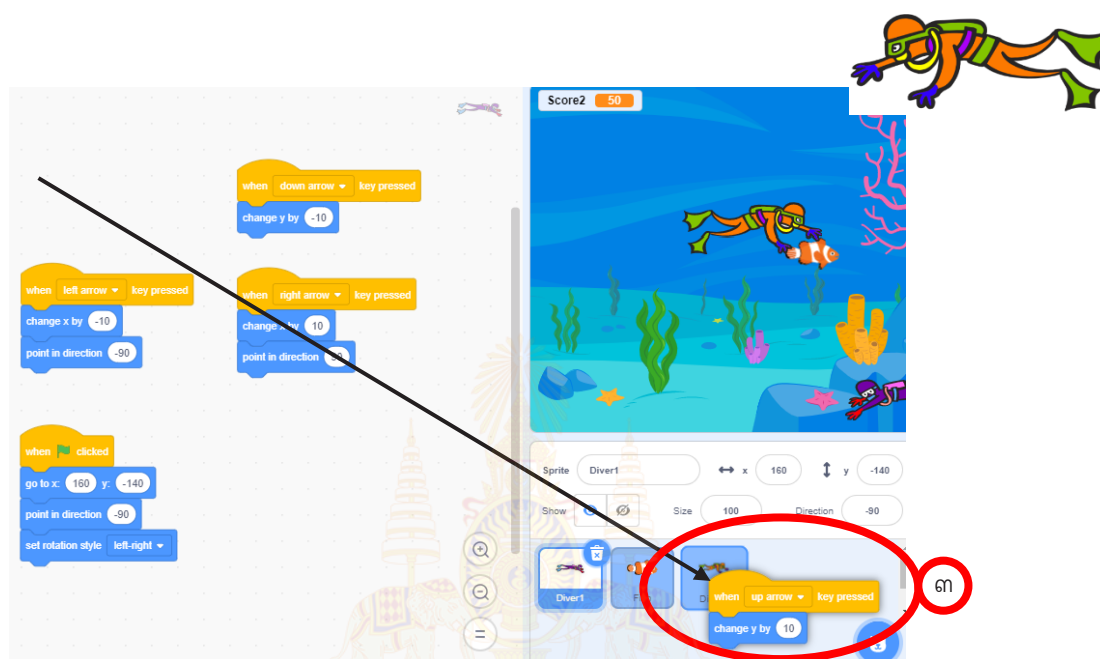 Score2 50
when down arrow key pressed
change y by -10
when left arrow key pressed
change x by -10
point in direction -90
when right arrow key pressed
change x by 10
point in direction
when clicked
go to x: 160 y: -140
point in direction -90
set rotation style left-right
Sprite Diver1 x 160 y -140
Show Size 100 Direction -90
Diver1
when up arrow key pressed
change y by 10
๓